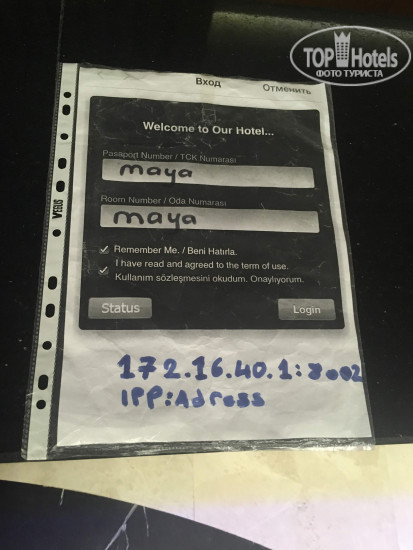 TOP Hotels
ФОТО ТУРИСТА
Вход
Отменить
Welcome to Our Hotel...
Passpod Number / TCK Numarası
maya
Room Number / Oda Numarası
maya
Remember Me. / Beni Hatırla.
I have read and agreed to the term of use.
Kullanım sözleşmesini okudum. Onaylıyorum.
Status
Login
172.16.40.1:8002
IPP:Adress